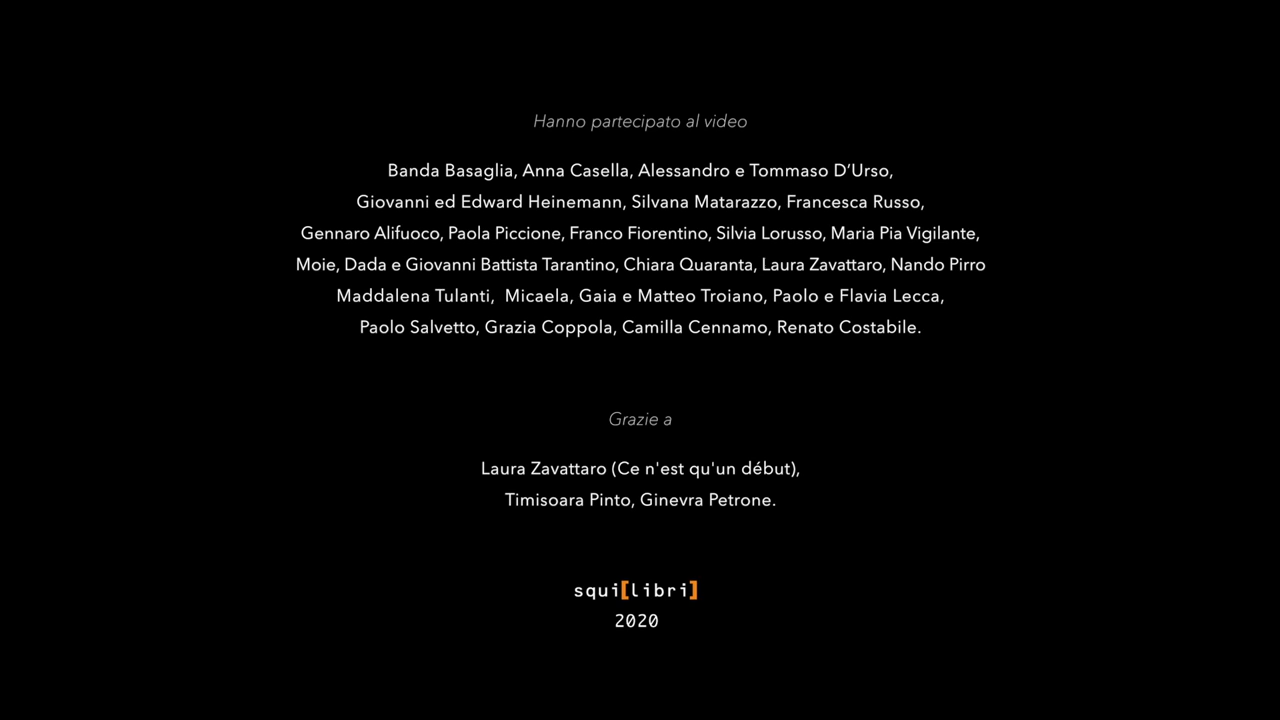 Hanno partecipato al video
Banda Basaglia, Anna Casella, Alessandro e Tommaso D’Urso,
Giovanni ed Edward Heinemann, Silvana Matarazzo, Francesca Russo,
Gennaro Alifuoco, Paola Piccione, Franco Fiorentino, Silvia Lorusso, Maria Pia Vigilante,
Moie, Dada e Giovanni Battista Tarantino, Chiara Quaranta, Laura Zavattaro, Nando Pirro
Maddalena Tulanti,  Micaela, Gaia e Matteo Troiano, Paolo e Flavia Lecca,
Paolo Salvetto, Grazia Coppola, Camilla Cennamo, Renato Costabile.
Grazie a
Laura Zavattaro (Ce n'est qu'un début),
Timisoara Pinto, Ginevra Petrone.
squi[libri]
2020